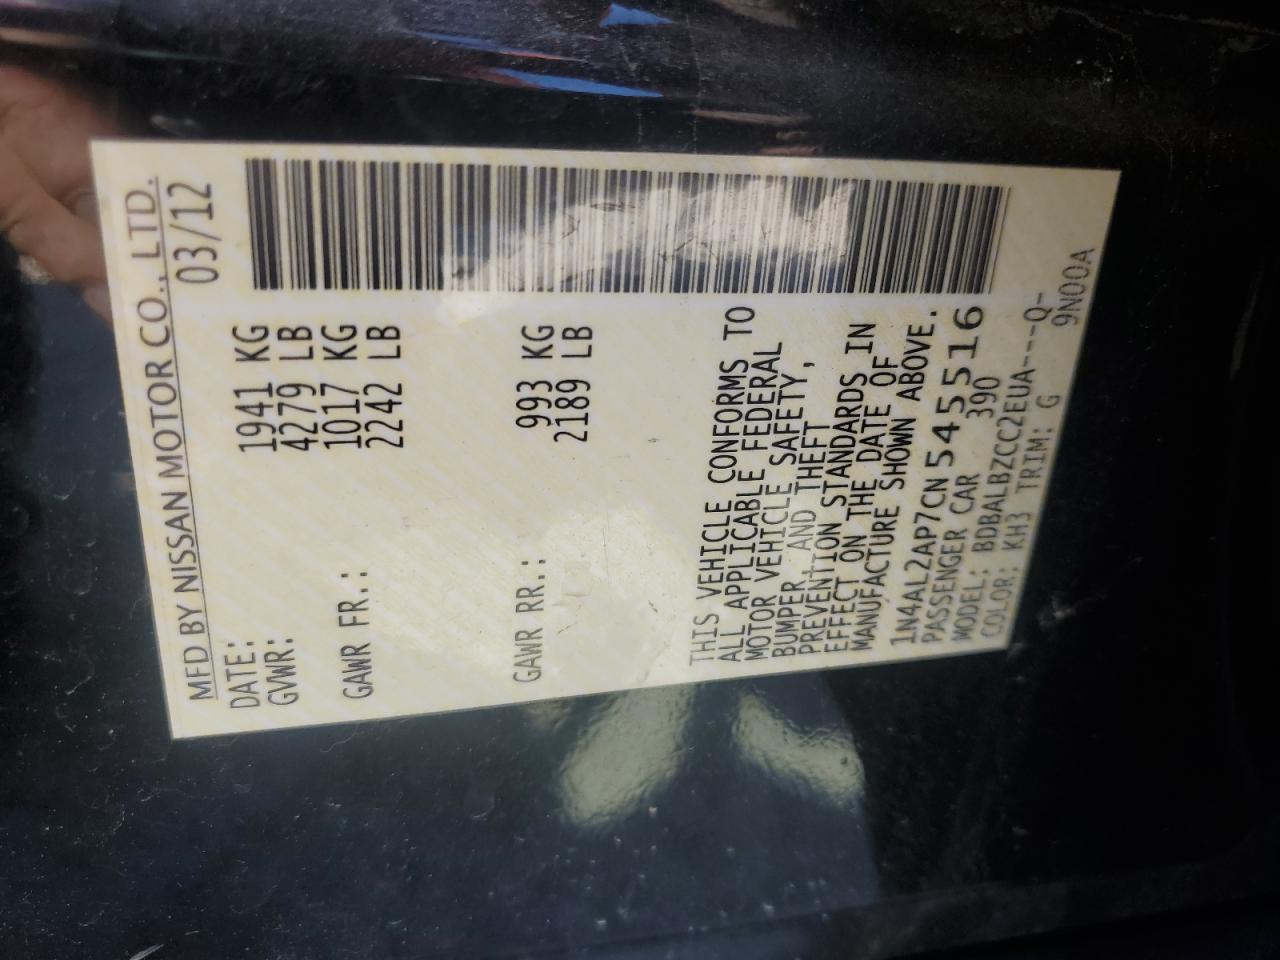 MFD BY NISSAN MOTOR CO., LTD.
DATE: 03/12
GVWR: 1941 KG
4279 LB
GAWR FR.: 1017 KG
2242 LB
GAWR RR.: 993 KG
2189 LB
THIS VEHICLE CONFORMS TO
ALL APPLICABLE FEDERAL
MOTOR VEHICLE SAFETY,
BUMPER, AND THEFT
PREVENTION STANDARDS IN
EFFECT ON THE DATE OF
MANUFACTURE SHOWN ABOVE.
1N4AL2AP7CN545516
PASSENGER CAR 390
MODEL: BDBALBZCC2EUA----Q-
COLOR: KH3 TRIM: G 9N00A